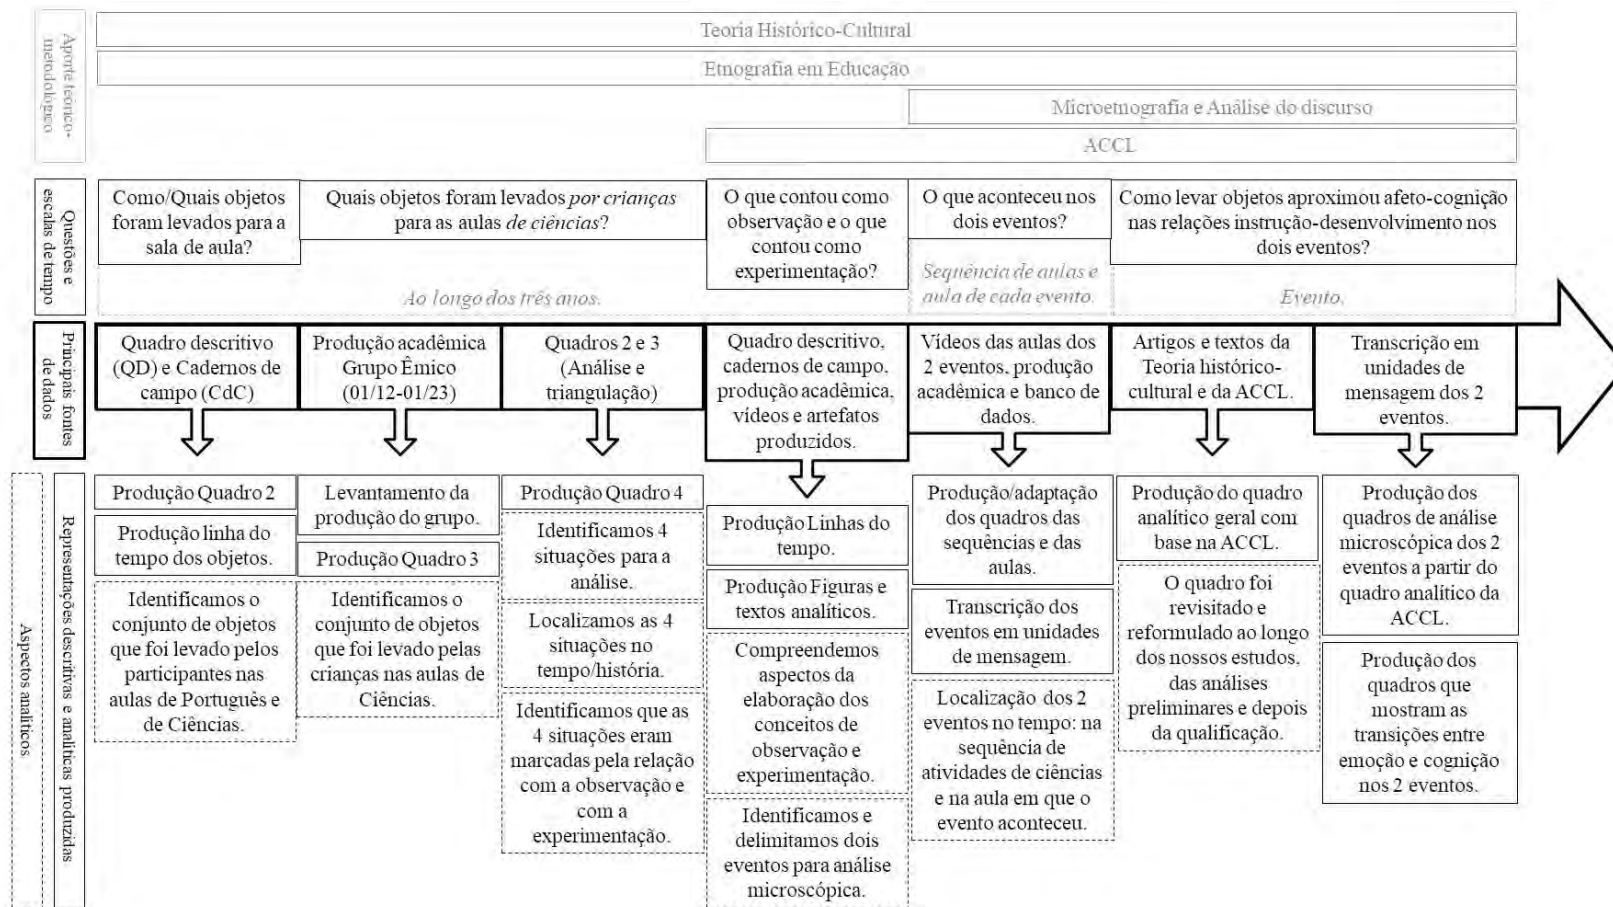 Aporte teórico-
metodológico
Teoria Histórico-Cultural
Etnografia em Educação
Microetnografia e Análise do discurso
ACCL
Questões e
escalas de tempo
Como/Quais objetos
foram levados para a
sala de aula?
Quais objetos foram levados por crianças
para as aulas de ciências?
O que contou como
observação e o que
contou como
experimentação?
O que aconteceu nos
dois eventos?
Como levar objetos aproximou afeto-cognição
nas relações instrução-desenvolvimento nos
dois eventos?
Ao longo dos três anos.
Sequência de aulas e
aula de cada evento.
Evento.
Principais fontes
de dados
Quadro descritivo
(QD) e Cadernos de
campo (CdC)
Produção acadêmica
Grupo Êmico
(01/12-01/23)
Quadros 2 e 3
(Análise e
triangulação)
Quadro descritivo,
cadernos de campo,
produção acadêmica,
vídeos e artefatos
produzidos.
Vídeos das aulas dos
2 eventos, produção
acadêmica e banco de
dados.
Artigos e textos da
Teoria histórico-
cultural e da ACCL.
Transcrição em
unidades de
mensagem dos 2
eventos.
Aspectos analíticos.
Representações descritivas e analíticas produzidas
Produção Quadro 2
Produção linha do
tempo dos objetos.
Identificamos o
conjunto de objetos
que foi levado pelos
participantes nas
aulas de Português e
de Ciências.
Levantamento da
produção do grupo.
Produção Quadro 3
Identificamos o
conjunto de objetos
que foi levado pelas
crianças nas aulas de
Ciências.
Produção Quadro 4
Identificamos 4
situações para a
análise.
Localizamos as 4
situações no
tempo/história.
Identificamos que as
4 situações eram
marcadas pela relação
com a observação e
com a
experimentação.
Produção Linhas do
tempo.
Produção Figuras e
textos analíticos.
Compreendemos
aspectos da
elaboração dos
conceitos de
observação e
experimentação.
Identificamos e
delimitamos dois
eventos para análise
microscópica.
Produção/adaptação
dos quadros das
sequências e das
aulas.
Transcrição dos
eventos em unidades
de mensagem.
Localização dos 2
eventos no tempo: na
sequência de
atividades de ciências
e na aula em que o
evento aconteceu.
Produção do quadro
analítico geral com
base na ACCL.
O quadro foi
revisitado e
reformulado ao longo
dos nossos estudos,
das análises
preliminares e depois
da qualificação.
Produção dos
quadros de análise
microscópica dos 2
eventos a partir do
quadro analítico da
ACCL.
Produção dos
quadros que
mostram as
transições entre
emoção e cognição
nos 2 eventos.